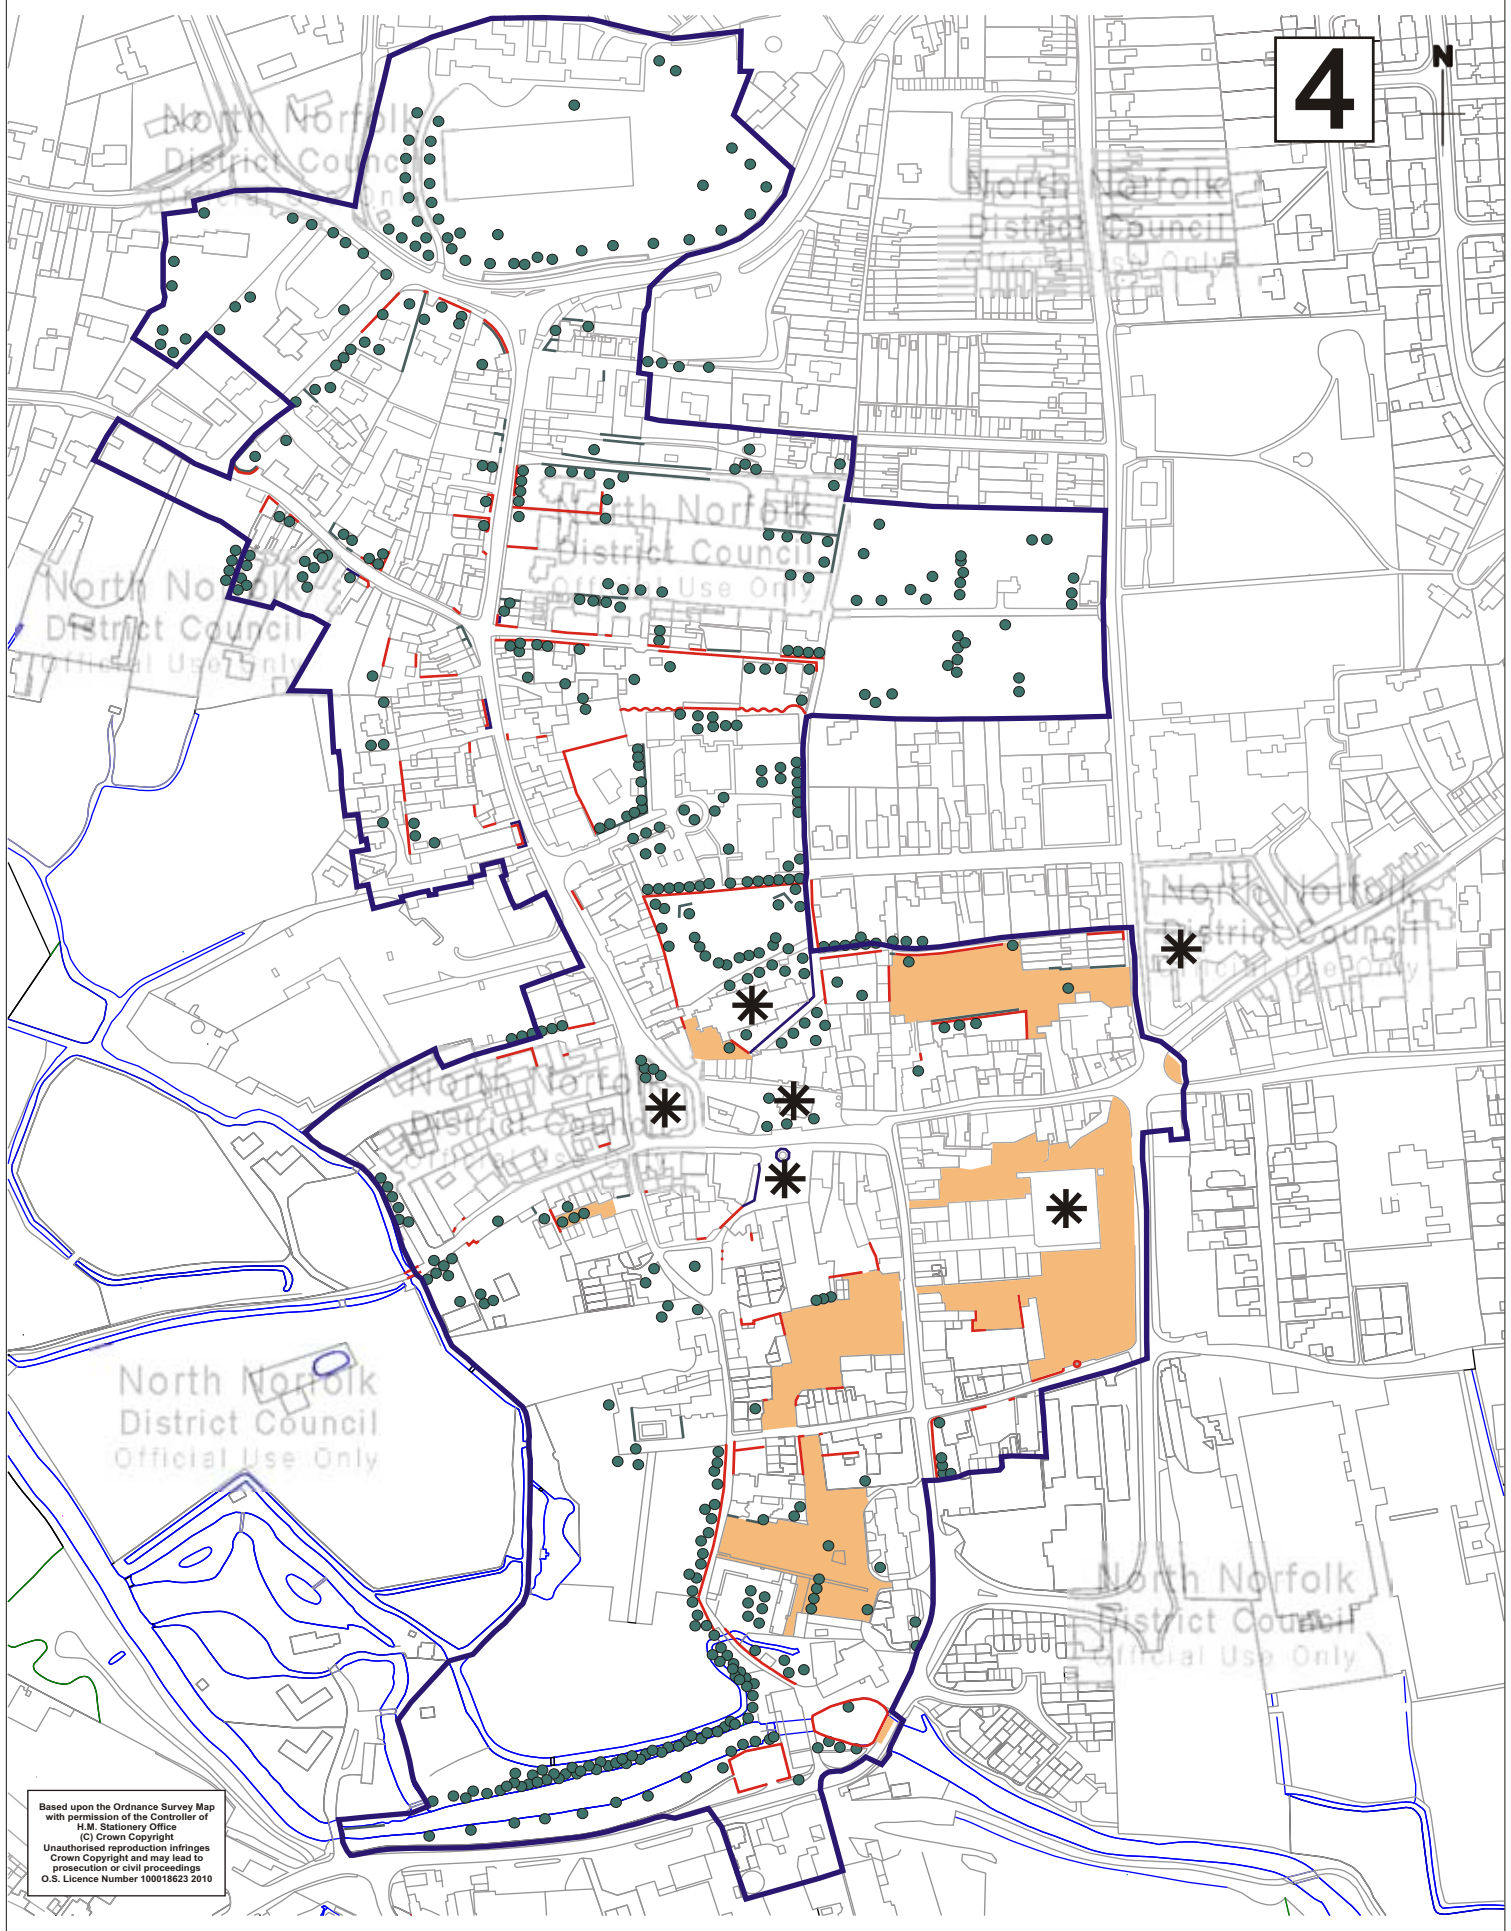 4
N
North Norfolk
District Council
Official Use Only
North Norfolk
District Council
Official Use Only
North Norfolk
District Council
Official Use Only
North Norfolk
District Council
Official Use Only
North Norfolk
District Council
Official Use Only
North Norfolk
District Council
Official Use Only
North Norfolk
District Council
Official Use Only
North Norfolk
District Council
Official Use Only
Based upon the Ordnance Survey Map
with permission of the Controller of
H.M. Stationery Office
(C) Crown Copyright
Unauthorised reproduction infringes
Crown Copyright and may lead to
prosecution or civil proceedings
O.S. Licence Number 100018623 2010